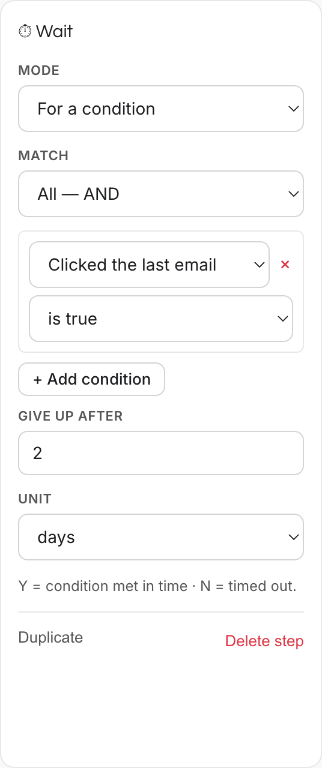 ⏱ Wait
MODE
For a condition
MATCH
All — AND
Clicked the last email
×
is true
+ Add condition
GIVE UP AFTER
2
UNIT
days
Y = condition met in time · N = timed out.
Duplicate
Delete step